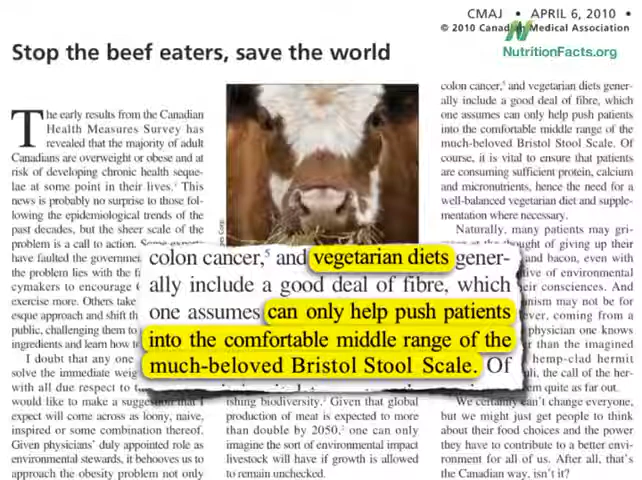 CMAJ • APRIL 6, 2010 •
© 2010 Canadian Medical Association
NutritionFacts.org
Stop the beef eaters, save the world
The early results from the Canadian
Health Measures Survey has
revealed that the majority of adult
Canadians are overweight or obese and at
risk of developing chronic health seque-
lae at some point in their lives. This
news is probably no surprise to those fol-
lowing the epidemiological trends of the
past decades, but the sheer scale of the
problem is a call to action. Some experts
have faulted the governmen
the problem lies with the f
cymakers to encourage
exercise more. Others take
esque approach and shift th
public, challenging them to
ingredients and learn how t
I doubt that any one
solve the immediate weig
with all due respect to t
would like to make a suggestion that I
expect will come across as loony, naive,
inspired or some combination thereof.
Given physicians' duly appointed role as
environmental stewards, it behooves us to
approach the obesity problem not only
colon cancer,⁵ and vegetarian diets gener-
ally include a good deal of fibre, which
one assumes can only help push patients
into the comfortable middle range of the
much-beloved Bristol Stool Scale. Of
ishing biodiversity.² Given that global
production of meat is expected to more
than double by 2050,² one can only
imagine the sort of environmental impact
livestock will have if growth is allowed
to remain unchecked.
colon cancer,⁵ and vegetarian diets gener-
ally include a good deal of fibre, which
one assumes can only help push patients
into the comfortable middle range of the
much-beloved Bristol Stool Scale. Of
course, it is vital to ensure that patients
are consuming sufficient protein, calcium
and micronutrients, hence the need for a
well-balanced vegetarian diet and supple-
mentation where necessary.
Naturally, many patients may gri-
thought of giving up their
and bacon, even with
tive of environmental
eir consciences. And
anism may not be for
ever, coming from a
physician one knows
r than the imagined
hemp-clad hermit
ali, the call of the her-
em quite as far out.
We certainly can't change everyone,
but we might just get people to think
about their food choices and the power
they have to contribute to a better envi-
ronment for all of us. After all, that's
the Canadian way, isn't it?